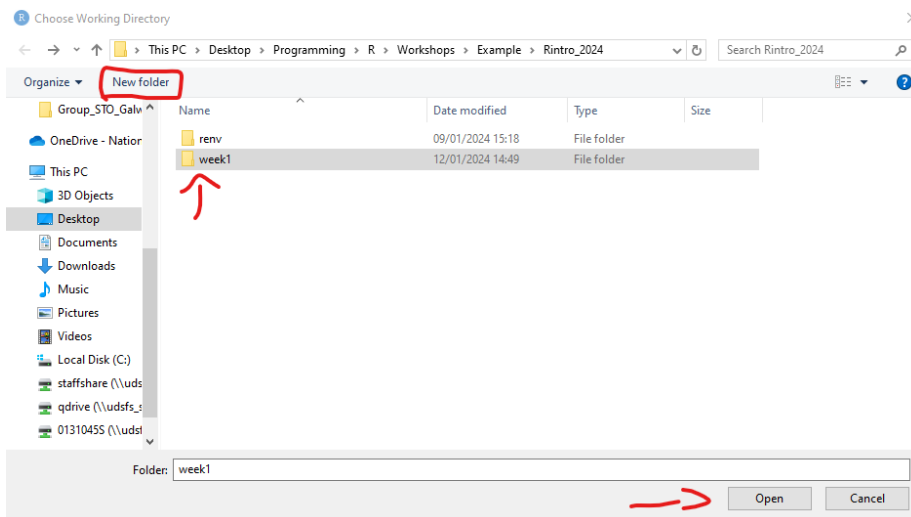 R Choose Working Directory
This PC > Desktop > Programming > R > Workshops > Example > Rintro_2024
Search Rintro_2024
Organize
New folder
?
Name
Date modified
Type
Size
renv
09/01/2024 15:18
File folder
week1
12/01/2024 14:49
File folder
Group_STO_Galw
OneDrive - Nation
This PC
3D Objects
Desktop
Documents
Downloads
Music
Pictures
Videos
Local Disk (C:)
staffshare (\\uds
qdrive (\\udsfs_s
0131045S (\\udsf
Folder: week1
Open
Cancel